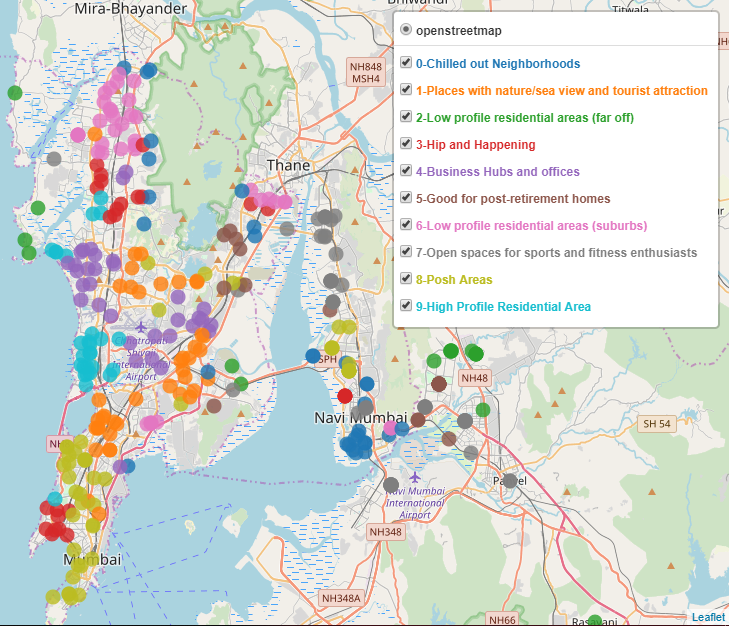 Mira-Bhayander
Bhiwandi
Titwala
openstreetmap
0-Chilled out Neighborhoods
NH848
MSH4
1-Places with nature/sea view and tourist attraction
2-Low profile residential areas (far off)
3-Hip and Happening
Thane
4-Business Hubs and offices
5-Good for post-retirement homes
6-Low profile residential areas (suburbs)
7-Open spaces for sports and fitness enthusiasts
8-Posh Areas
9-High Profile Residential Area
Chhatrapati
Shivaji
International
Airport
SPH
NH48
Navi Mumbai
SH 54
NH
Navi Mumbai
International
Airport
NH348
Mumbai
NH348A
NH66
Rasayani
Leaflet